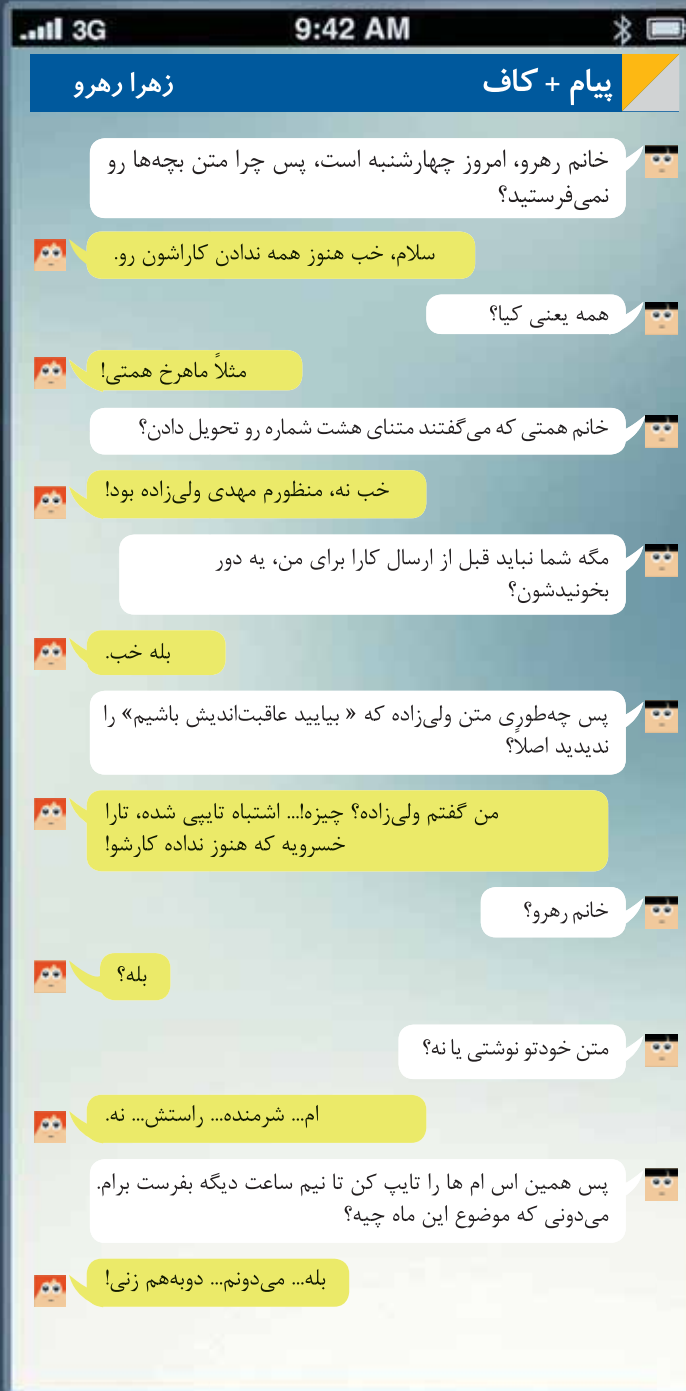 3G 9:42 AM
پیام + کاف زهرا رهرو
خانم رهرو، امروز چهارشنبه است، پس چرا متن بچه‌ها رو
نمی‌فرستید؟
سلام، خب هنوز همه ندادن کاراشون رو.
همه یعنی کیا؟
مثلاً ماهرخ همتی!
خانم همتی که می‌گفتند متنای هشت شماره رو تحویل دادن؟
خب نه، منظورم مهدی ولی‌زاده بود!
مگه شما نباید قبل از ارسال کارا برای من، یه دور
بخونیدشون؟
بله خب.
پس چه‌طوری متن ولی‌زاده که « بیایید عاقبت‌اندیش باشیم» را
ندیدید اصلاً؟
من گفتم ولی‌زاده؟ چیزه!... اشتباه تایپی شده، تارا
خسرویه که هنوز نداده کارشو!
خانم رهرو؟
بله؟
متن خودتو نوشتی یا نه؟
ام... شرمنده... راستش... نه.
پس همین اس ام ها را تایپ کن تا نیم ساعت دیگه بفرست برام.
می‌دونی که موضوع این ماه چیه؟
بله... می‌دونم... دوبه‌هم زنی!